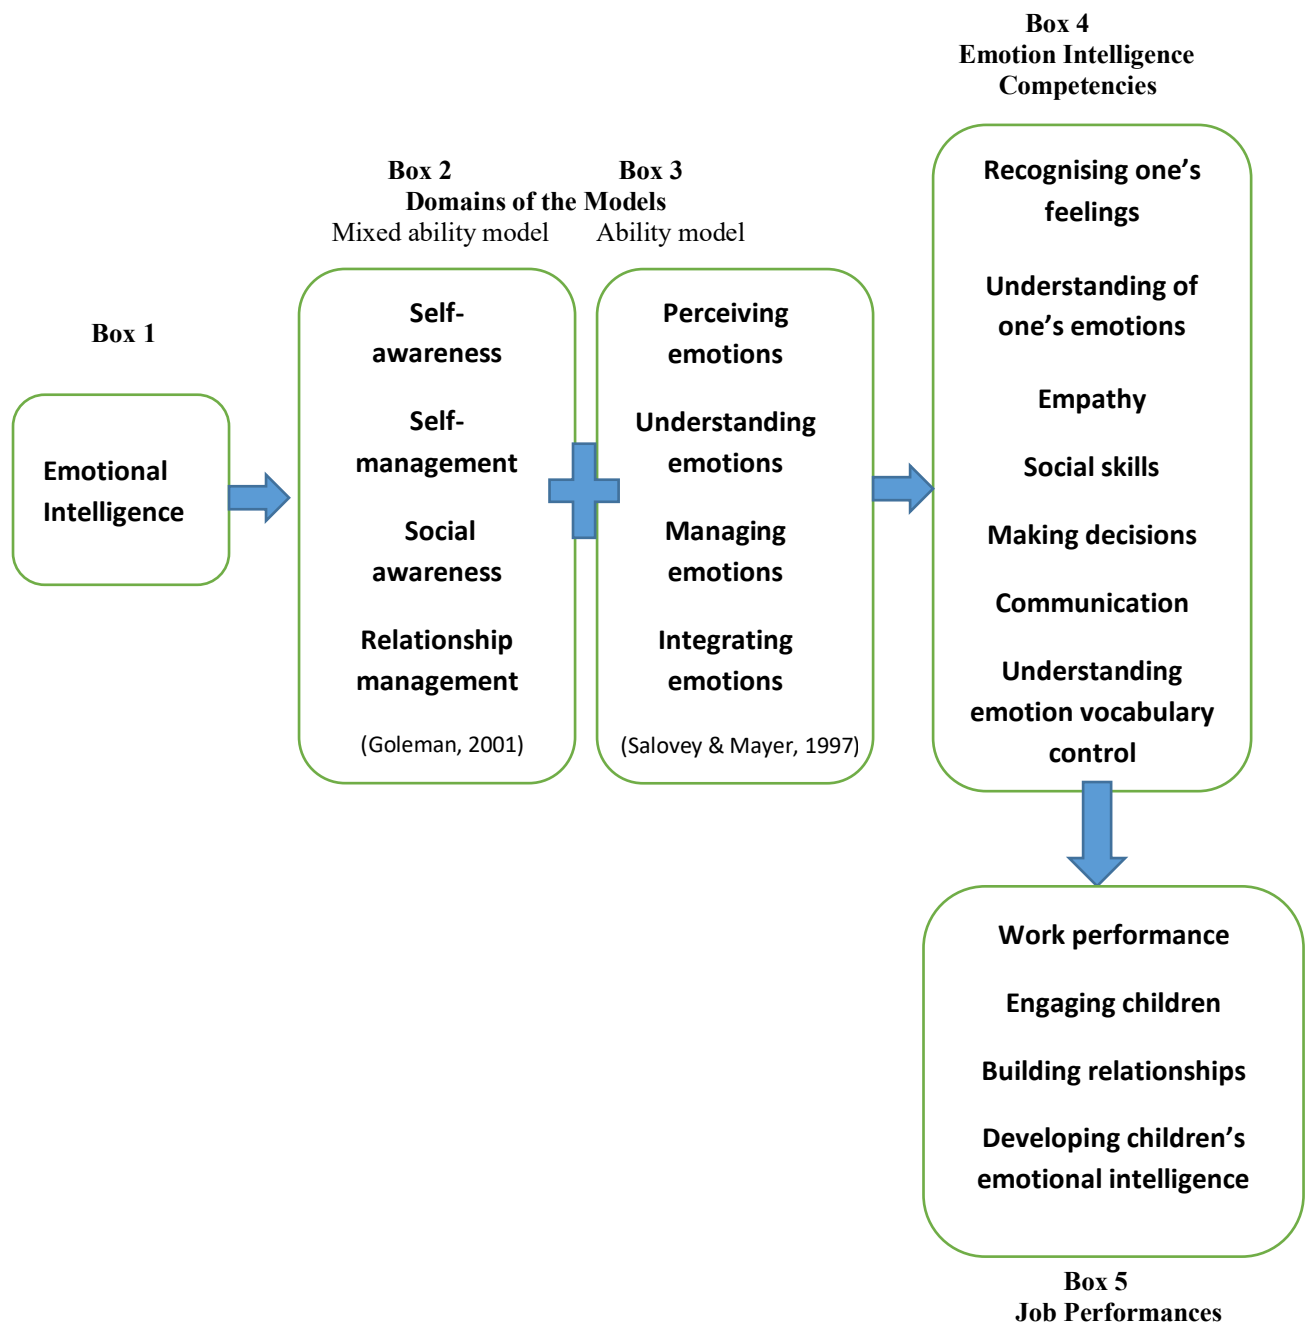 Box 1
Emotional
Intelligence
Box 2 Box 3
Domains of the Models
Mixed ability model Ability model
Self-
awareness
Self-
management
Social
awareness
Relationship
management
(Goleman, 2001)
Perceiving
emotions
Understanding
emotions
Managing
emotions
Integrating
emotions
(Salovey & Mayer, 1997)
Box 4
Emotion Intelligence
Competencies
Recognising one’s
feelings
Understanding of
one’s emotions
Empathy
Social skills
Making decisions
Communication
Understanding
emotion vocabulary
control
Work performance
Engaging children
Building relationships
Developing children’s
emotional intelligence
Box 5
Job Performances